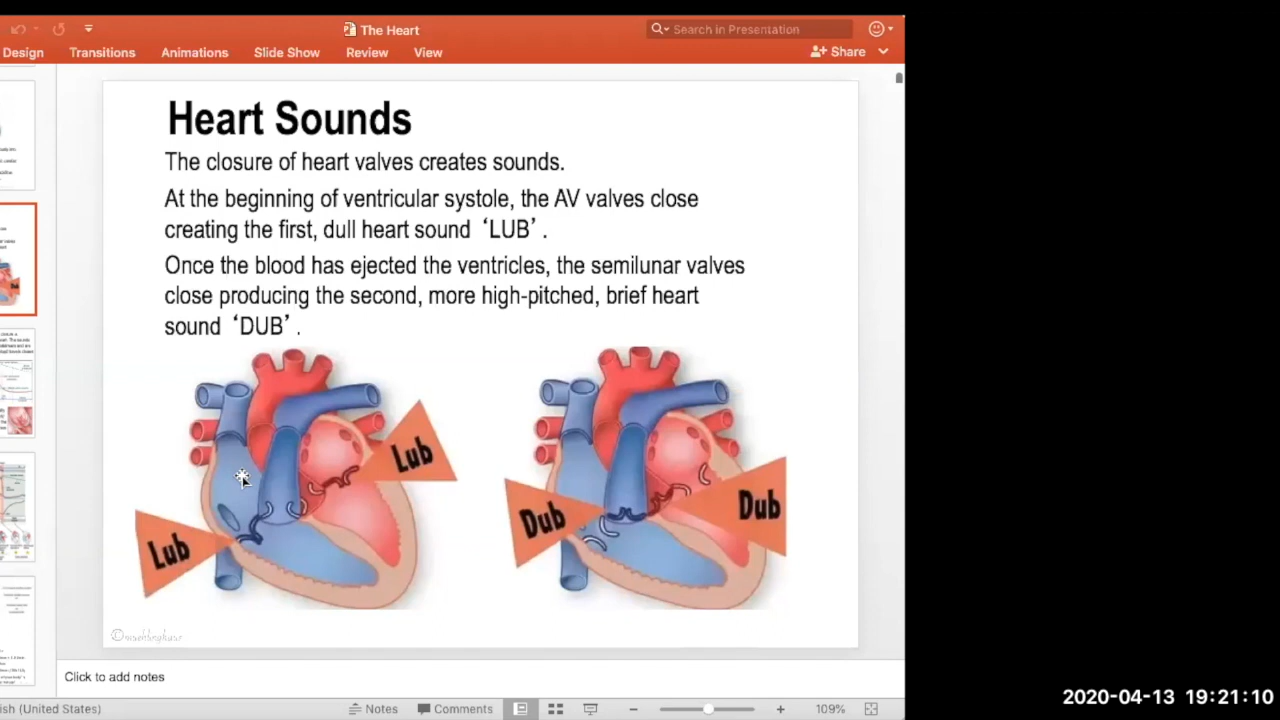 The Heart
Search in Presentation
Design Transitions Animations Slide Show Review View
Share
Heart Sounds
The closure of heart valves creates sounds.
At the beginning of ventricular systole, the AV valves close
creating the first, dull heart sound ‘LUB’.
Once the blood has ejected the ventricles, the semilunar valves
close producing the second, more high-pitched, brief heart
sound ‘DUB’.
Lub
Lub
Dub
Dub
Click to add notes
ish (United States)
Notes Comments 109%
2020-04-13 19:21:10